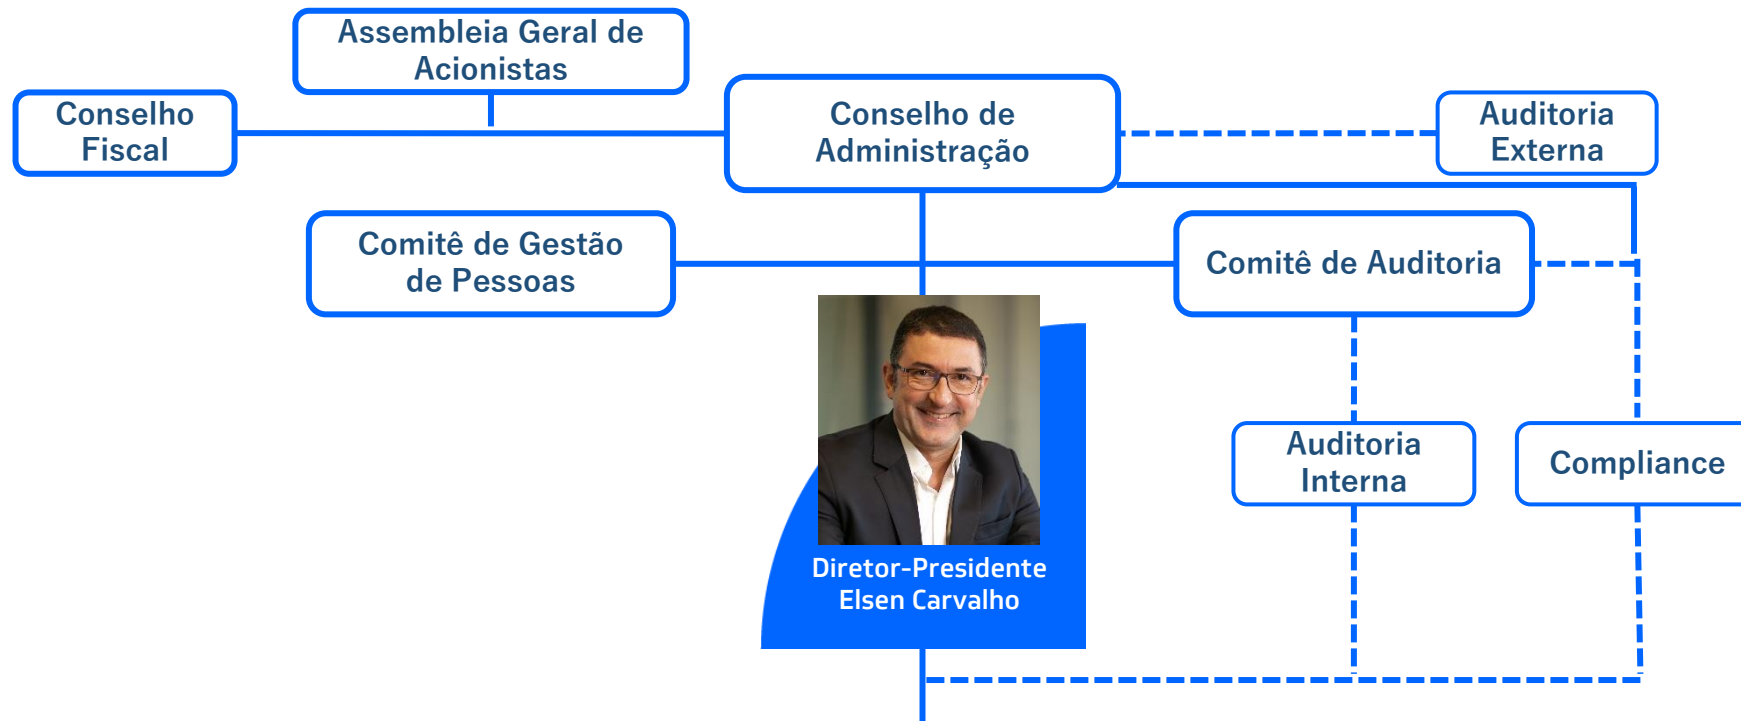 Assembleia Geral de
Acionistas
Conselho
Fiscal
Conselho de
Administração
Auditoria
Externa
Comitê de Gestão
de Pessoas
Comitê de Auditoria
Auditoria
Interna
Compliance
Diretor-Presidente
Elsen Carvalho